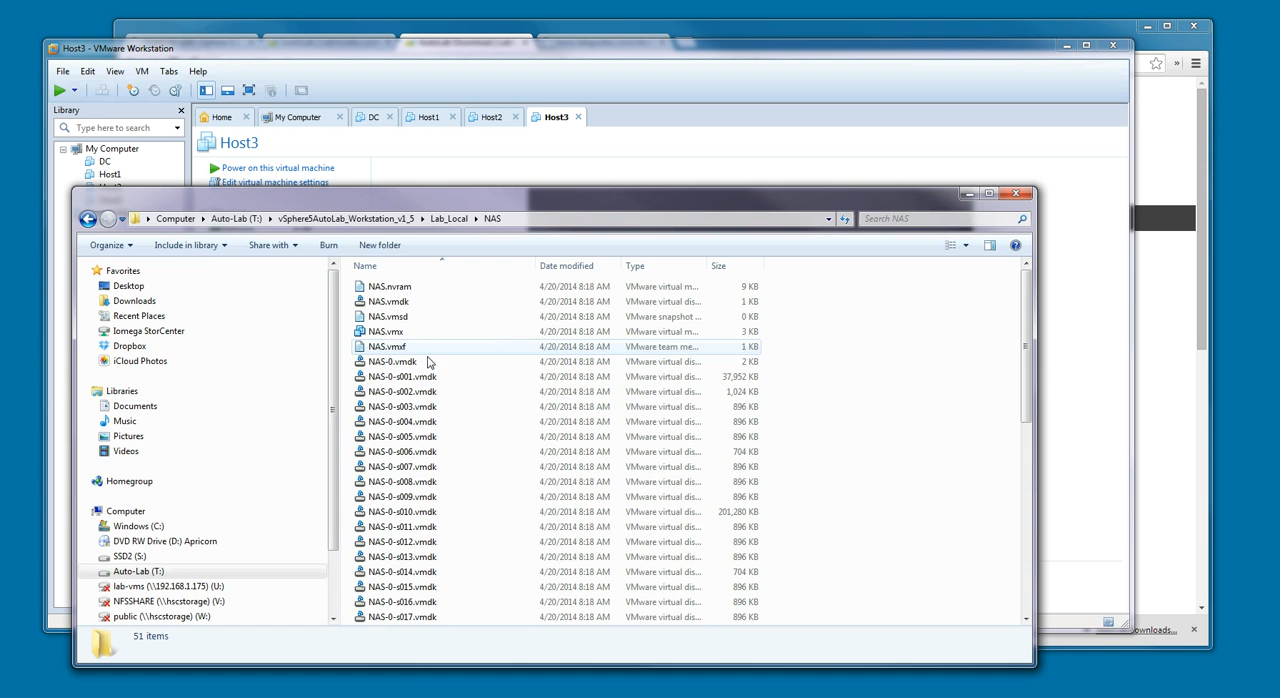 Host3 - VMware Workstation
File Edit View VM Tabs Help
Library
Type here to search
Home My Computer DC Host1 Host2 Host3
My Computer
DC
Host1
Host3
Power on this virtual machine
Edit virtual machine settings
Computer Auto-Lab (T:) vSphere5AutoLab_Workstation_v1_5 Lab_Local NAS
Search NAS
Organize Include in library Share with Burn New folder
Favorites
Desktop
Downloads
Recent Places
Iomega StorCenter
Dropbox
iCloud Photos
Libraries
Documents
Music
Pictures
Videos
Homegroup
Computer
Windows (C:)
DVD RW Drive (D:) Apricorn
SSD2 (S:)
Auto-Lab (T:)
lab-vms (\\192.168.1.175) (U:)
NFSSHARE (\\hscstorage) (V:)
public (\\hscstorage) (W:)
Name Date modified Type Size
NAS.nvram 4/20/2014 8:18 AM VMware virtual m... 9 KB
NAS.vmdk 4/20/2014 8:18 AM VMware virtual dis... 1 KB
NAS.vmsd 4/20/2014 8:18 AM VMware snapshot ... 0 KB
NAS.vmx 4/20/2014 8:18 AM VMware virtual m... 3 KB
NAS.vmxf 4/20/2014 8:18 AM VMware team me... 1 KB
NAS-0.vmdk 4/20/2014 8:18 AM VMware virtual dis... 2 KB
NAS-0-s001.vmdk 4/20/2014 8:18 AM VMware virtual dis... 37,952 KB
NAS-0-s002.vmdk 4/20/2014 8:18 AM VMware virtual dis... 1,024 KB
NAS-0-s003.vmdk 4/20/2014 8:18 AM VMware virtual dis... 896 KB
NAS-0-s004.vmdk 4/20/2014 8:18 AM VMware virtual dis... 896 KB
NAS-0-s005.vmdk 4/20/2014 8:18 AM VMware virtual dis... 896 KB
NAS-0-s006.vmdk 4/20/2014 8:18 AM VMware virtual dis... 704 KB
NAS-0-s007.vmdk 4/20/2014 8:18 AM VMware virtual dis... 896 KB
NAS-0-s008.vmdk 4/20/2014 8:18 AM VMware virtual dis... 896 KB
NAS-0-s009.vmdk 4/20/2014 8:18 AM VMware virtual dis... 896 KB
NAS-0-s010.vmdk 4/20/2014 8:18 AM VMware virtual dis... 201,280 KB
NAS-0-s011.vmdk 4/20/2014 8:18 AM VMware virtual dis... 896 KB
NAS-0-s012.vmdk 4/20/2014 8:18 AM VMware virtual dis... 896 KB
NAS-0-s013.vmdk 4/20/2014 8:18 AM VMware virtual dis... 896 KB
NAS-0-s014.vmdk 4/20/2014 8:18 AM VMware virtual dis... 704 KB
NAS-0-s015.vmdk 4/20/2014 8:18 AM VMware virtual dis... 896 KB
NAS-0-s016.vmdk 4/20/2014 8:18 AM VMware virtual dis... 896 KB
NAS-0-s017.vmdk 4/20/2014 8:18 AM VMware virtual dis... 896 KB
51 items